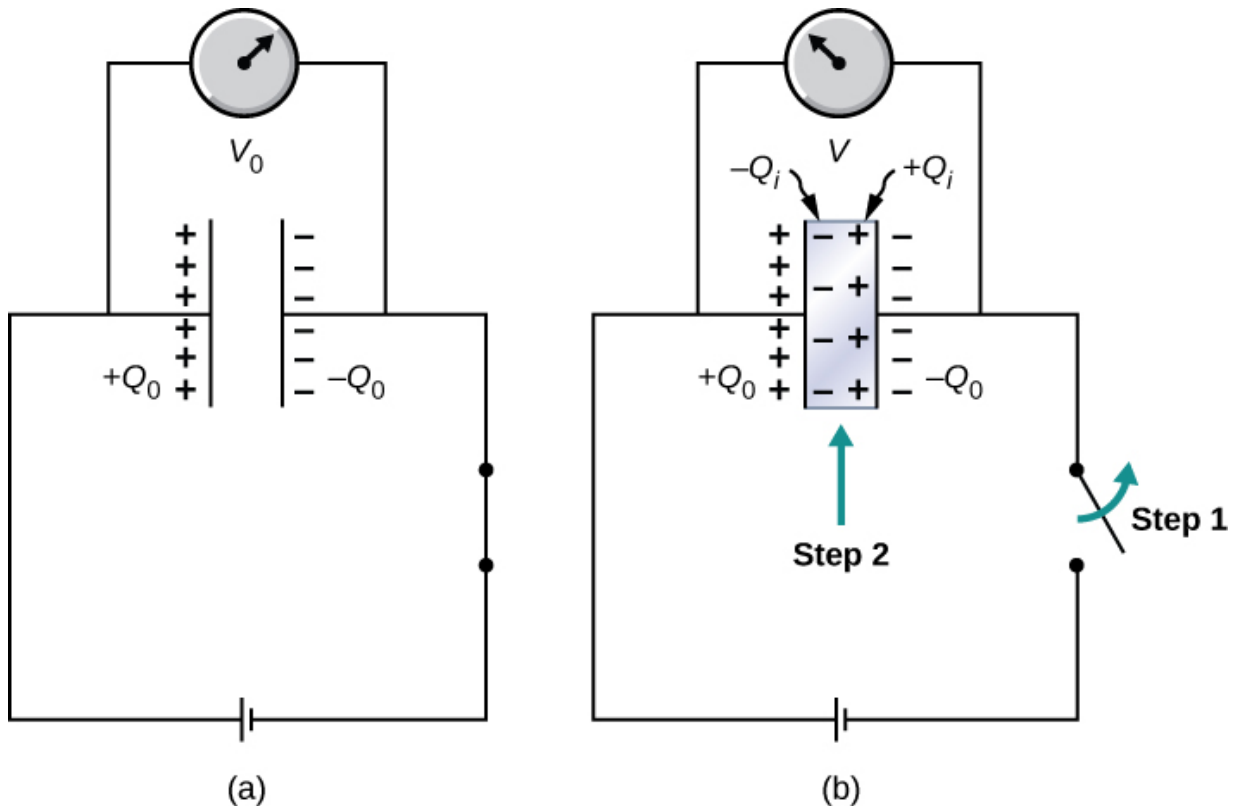 V₀
+Q₀
–Q₀
(a)
V
–Qᵢ
+Qᵢ
+Q₀
–Q₀
Step 1
Step 2
(b)